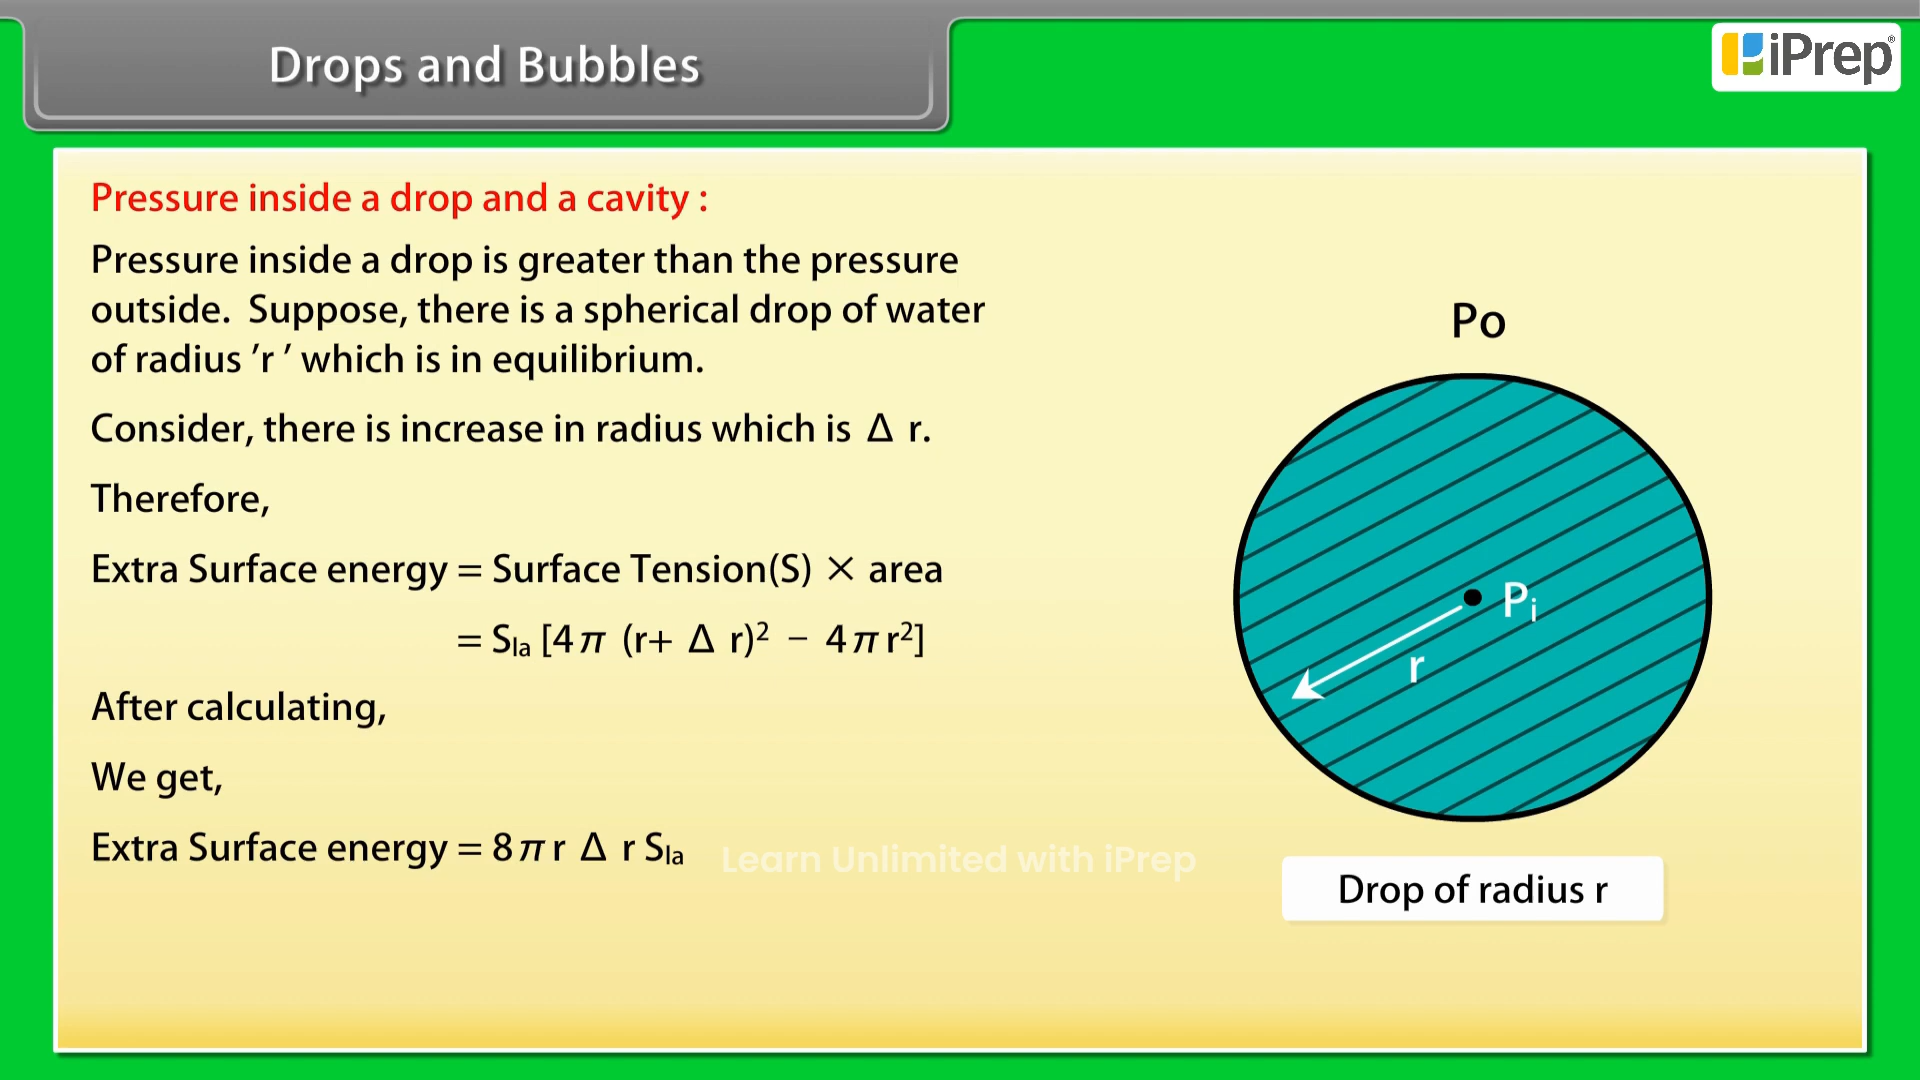 Drops and Bubbles
iPrep®
Pressure inside a drop and a cavity :
Pressure inside a drop is greater than the pressure
outside. Suppose, there is a spherical drop of water
of radius ′r ′ which is in equilibrium.
Consider, there is increase in radius which is Δ r.
Therefore,
Extra Surface energy = Surface Tension(S) × area
= Sₗₐ [4π (r+ Δ r)² − 4πr²]
After calculating,
We get,
Extra Surface energy = 8πr Δ r Sₗₐ
Learn Unlimited with iPrep
Po
Pᵢ
r
Drop of radius r